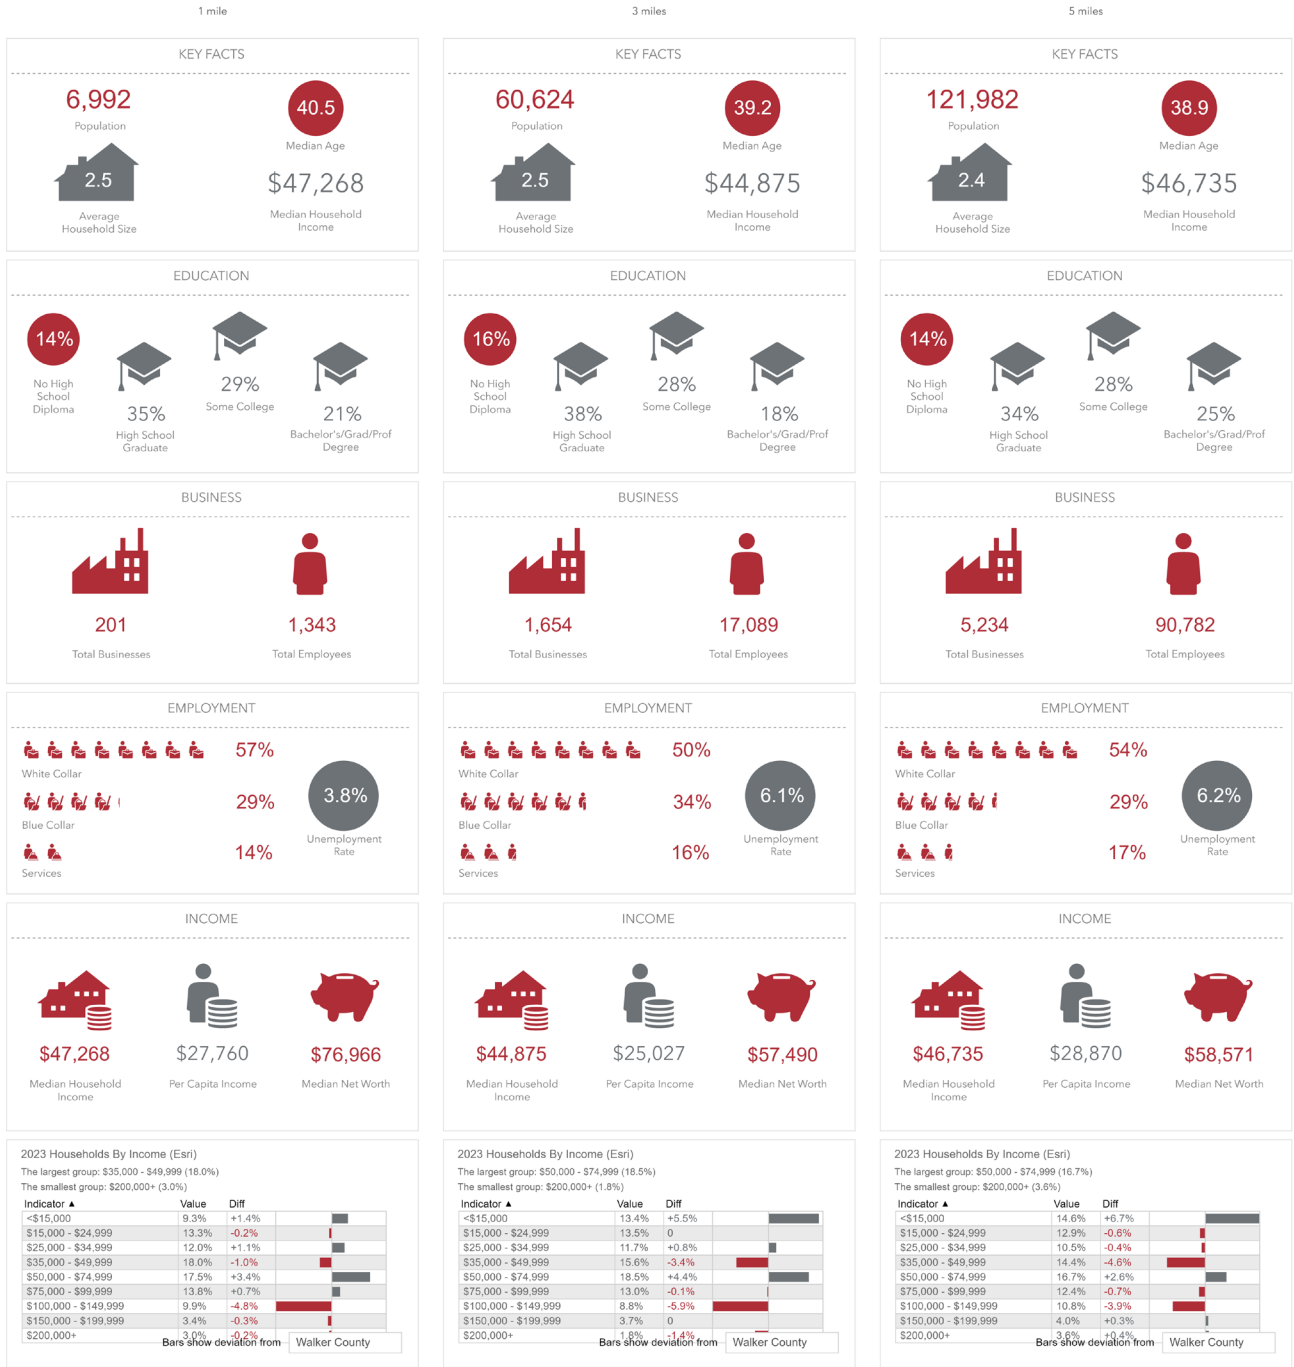 1 mile
KEY FACTS
6,992
Population
40.5
Median Age
2.5
Average
Household Size
$47,268
Median Household
Income
EDUCATION
14%
No High
School
Diploma
35%
High School
Graduate
29%
Some College
21%
Bachelor's/Grad/Prof
Degree
BUSINESS
201
Total Businesses
1,343
Total Employees
EMPLOYMENT
57%
White Collar
29%
Blue Collar
14%
Services
3.8%
Unemployment
Rate
INCOME
$47,268
Median Household
Income
$27,760
Per Capita Income
$76,966
Median Net Worth
2023 Households By Income (Esri)
The largest group: $35,000 - $49,999 (18.0%)
The smallest group: $200,000+ (3.0%)
Indicator ▲ Value Diff
<$15,000 9.3% +1.4%
$15,000 - $24,999 13.3% -0.2%
$25,000 - $34,999 12.0% +1.1%
$35,000 - $49,999 18.0% -1.0%
$50,000 - $74,999 17.5% +3.4%
$75,000 - $99,999 13.8% +0.7%
$100,000 - $149,999 9.9% -4.8%
$150,000 - $199,999 3.4% -0.3%
$200,000+ 3.0% -0.2%
Bars show deviation from Walker County
3 miles
KEY FACTS
60,624
Population
39.2
Median Age
2.5
Average
Household Size
$44,875
Median Household
Income
EDUCATION
16%
No High
School
Diploma
38%
High School
Graduate
28%
Some College
18%
Bachelor's/Grad/Prof
Degree
BUSINESS
1,654
Total Businesses
17,089
Total Employees
EMPLOYMENT
50%
White Collar
34%
Blue Collar
16%
Services
6.1%
Unemployment
Rate
INCOME
$44,875
Median Household
Income
$25,027
Per Capita Income
$57,490
Median Net Worth
2023 Households By Income (Esri)
The largest group: $50,000 - $74,999 (18.5%)
The smallest group: $200,000+ (1.8%)
Indicator ▲ Value Diff
<$15,000 13.4% +5.5%
$15,000 - $24,999 13.5% 0
$25,000 - $34,999 11.7% +0.8%
$35,000 - $49,999 15.6% -3.4%
$50,000 - $74,999 18.5% +4.4%
$75,000 - $99,999 13.0% -0.1%
$100,000 - $149,999 8.8% -5.9%
$150,000 - $199,999 3.7% 0
$200,000+ 1.8% -1.4%
Bars show deviation from Walker County
5 miles
KEY FACTS
121,982
Population
38.9
Median Age
2.4
Average
Household Size
$46,735
Median Household
Income
EDUCATION
14%
No High
School
Diploma
34%
High School
Graduate
28%
Some College
25%
Bachelor's/Grad/Prof
Degree
BUSINESS
5,234
Total Businesses
90,782
Total Employees
EMPLOYMENT
54%
White Collar
29%
Blue Collar
17%
Services
6.2%
Unemployment
Rate
INCOME
$46,735
Median Household
Income
$28,870
Per Capita Income
$58,571
Median Net Worth
2023 Households By Income (Esri)
The largest group: $50,000 - $74,999 (16.7%)
The smallest group: $200,000+ (3.6%)
Indicator ▲ Value Diff
<$15,000 14.6% +6.7%
$15,000 - $24,999 12.9% -0.6%
$25,000 - $34,999 10.5% -0.4%
$35,000 - $49,999 14.4% -4.6%
$50,000 - $74,999 16.7% +2.6%
$75,000 - $99,999 12.4% -0.7%
$100,000 - $149,999 10.8% -3.9%
$150,000 - $199,999 4.0% +0.3%
$200,000+ 3.6% +0.4%
Bars show deviation from Walker County